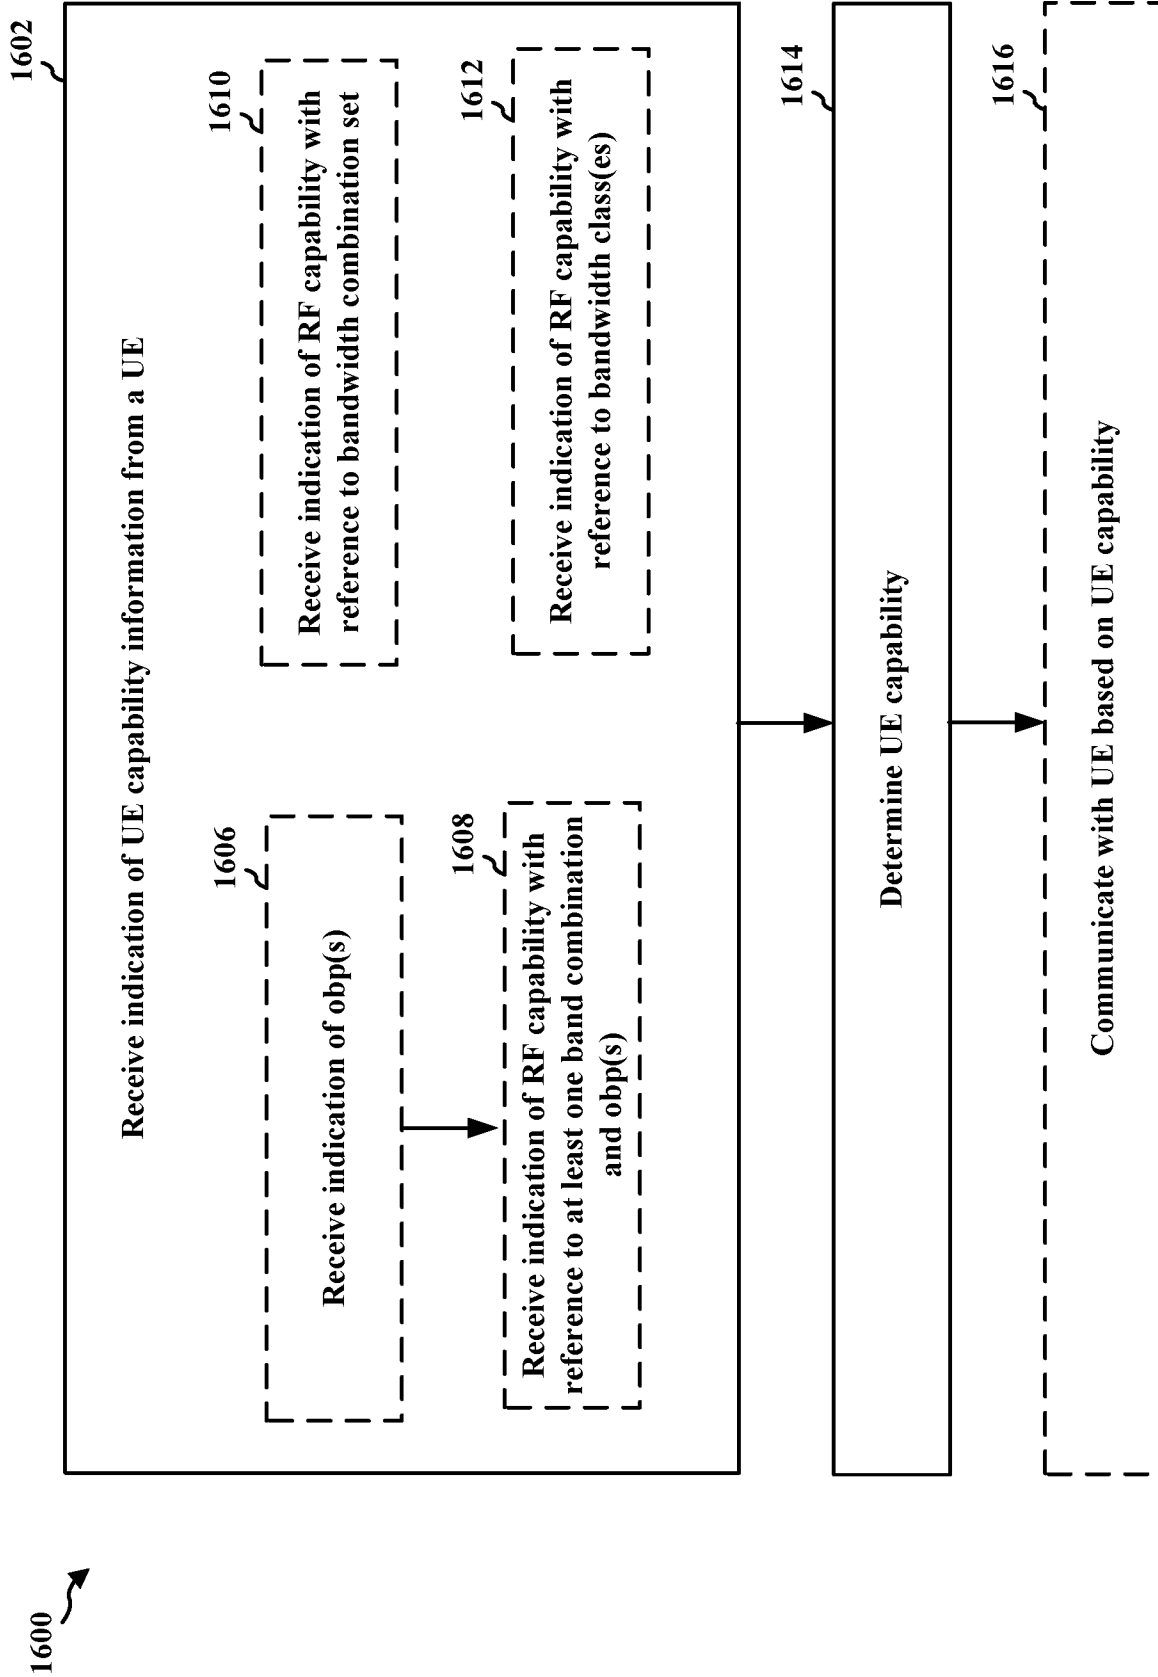 1600
1602
Receive indication of UE capability information from a UE
1606
Receive indication of obp(s)
1608
Receive indication of RF capability with
reference to at least one band combination
and obp(s)
1610
Receive indication of RF capability with
reference to bandwidth combination set
1612
Receive indication of RF capability with
reference to bandwidth class(es)
1614
Determine UE capability
1616
Communicate with UE based on UE capability